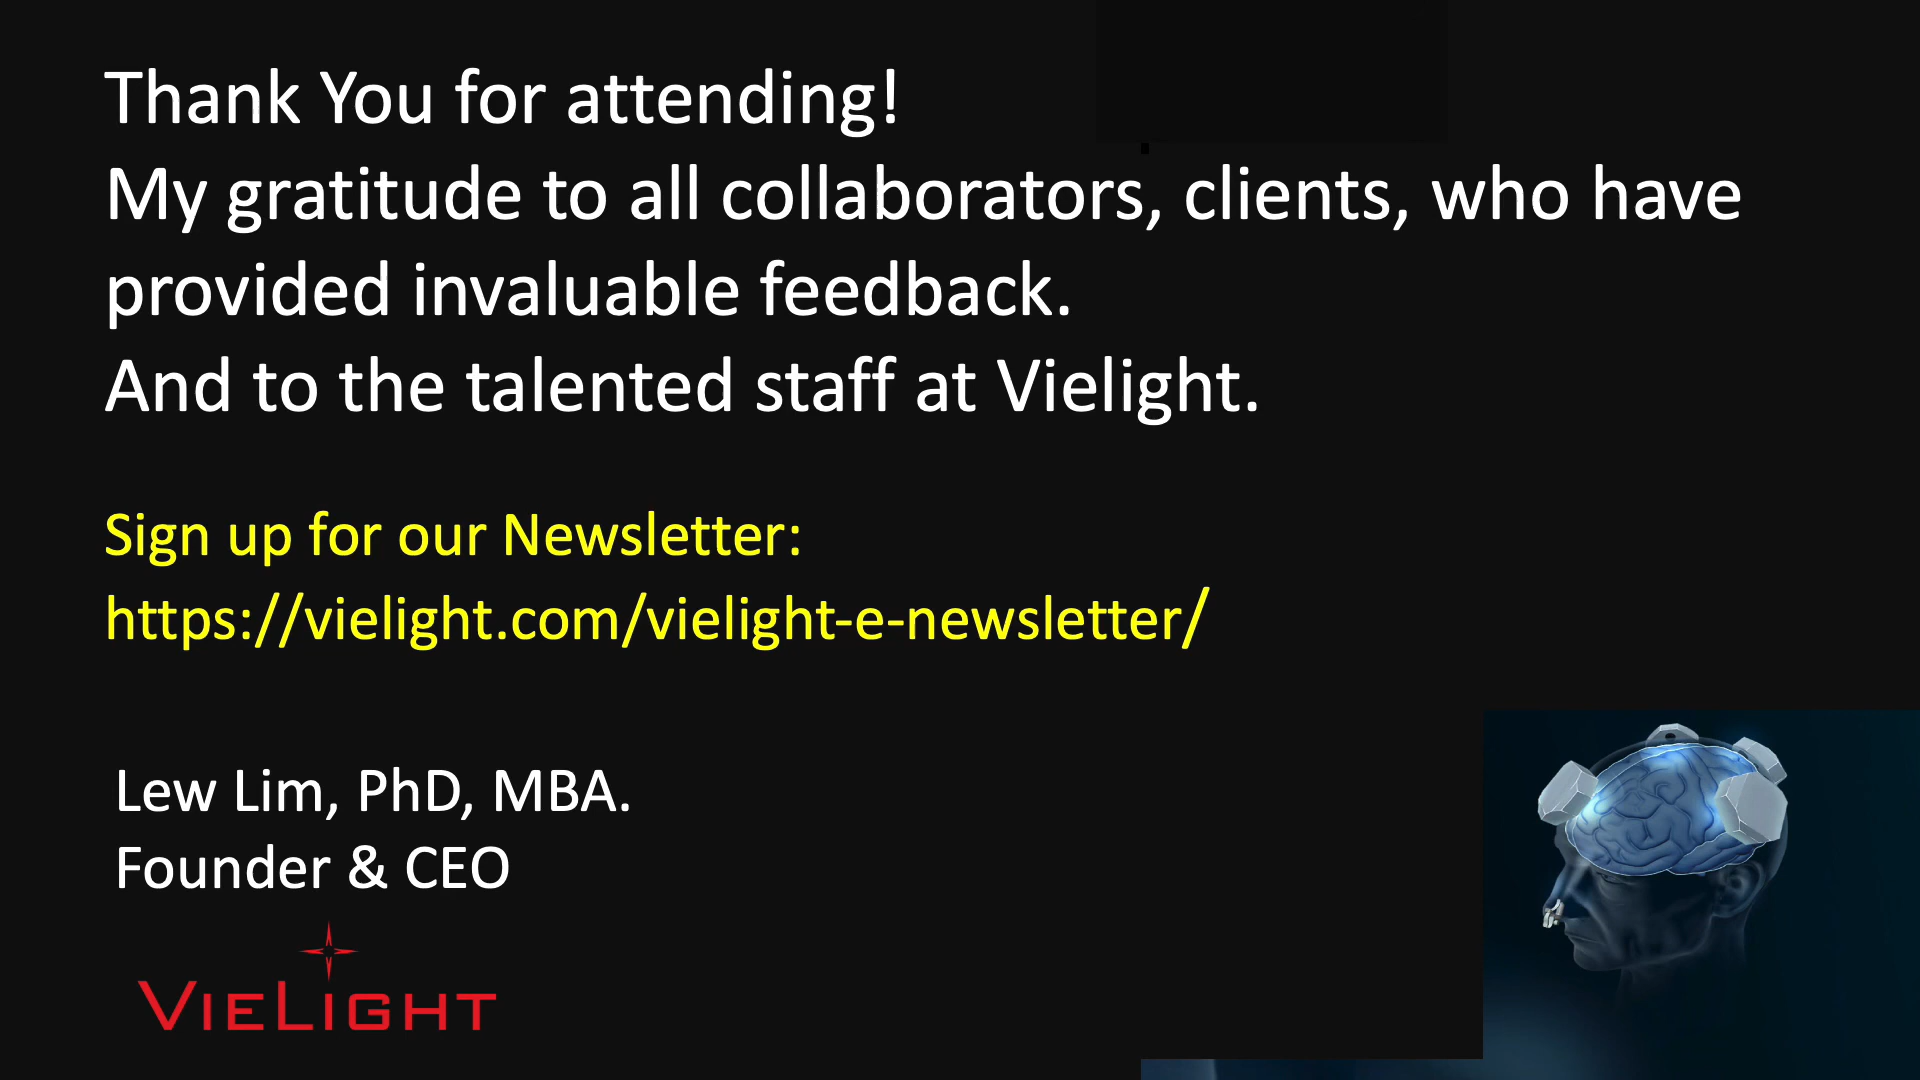 Thank You for attending!
My gratitude to all collaborators, clients, who have
provided invaluable feedback.
And to the talented staff at Vielight.
Sign up for our Newsletter:
https://vielight.com/vielight-e-newsletter/
Lew Lim, PhD, MBA.
Founder & CEO
VIELIGHT